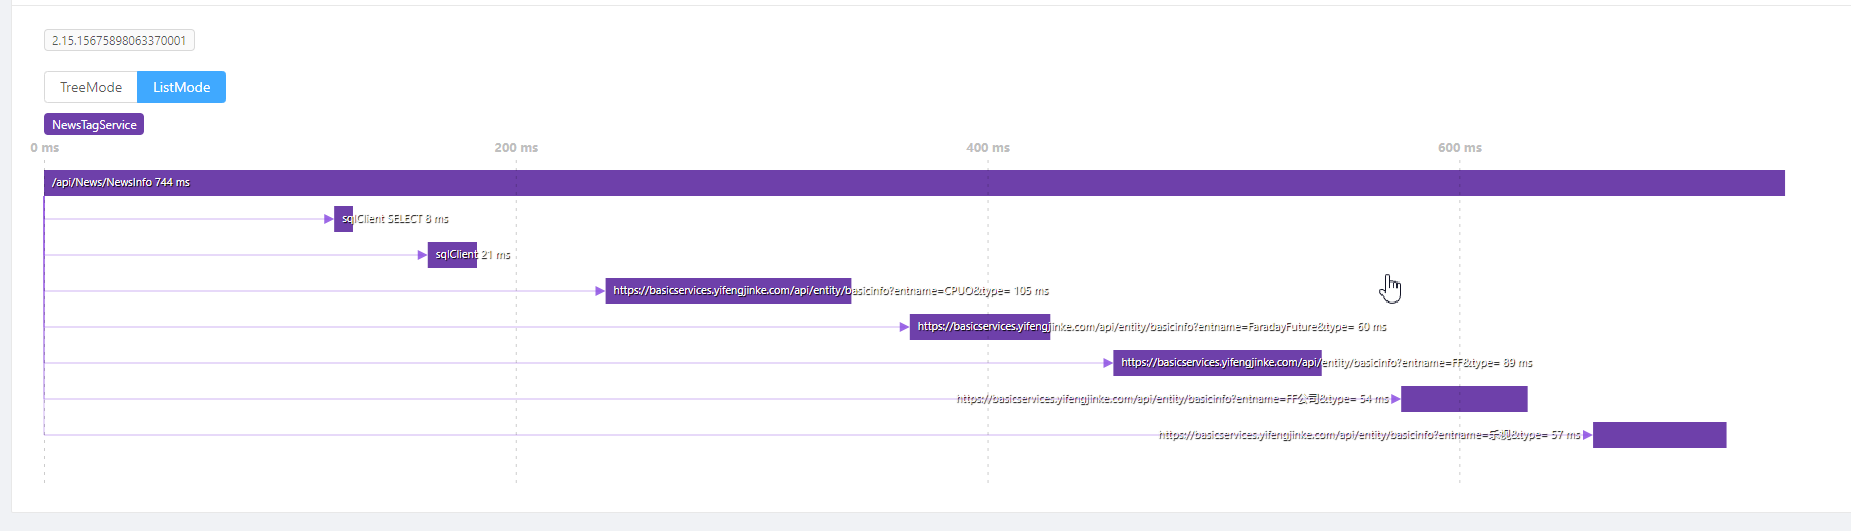 2.15.15675898063370001
TreeMode ListMode
NewsTagService
0 ms 200 ms 400 ms 600 ms
/api/News/NewsInfo 744 ms
sqlClient SELECT 8 ms
sqlClient 21 ms
https://basicservices.yifengjinke.com/api/entity/basicinfo?entname=CPUO&type= 105 ms
https://basicservices.yifengjinke.com/api/entity/basicinfo?entname=FaradayFuture&type= 60 ms
https://basicservices.yifengjinke.com/api/entity/basicinfo?entname=FF&type= 89 ms
https://basicservices.yifengjinke.com/api/entity/basicinfo?entname=FF公司&type= 54 ms
https://basicservices.yifengjinke.com/api/entity/basicinfo?entname=乐视&type= 57 ms